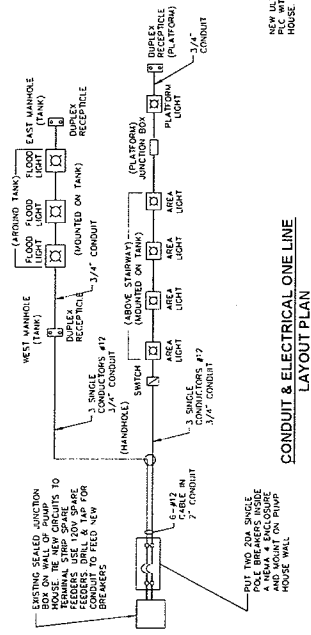 EXISTING SEALED JUNCTION
BOX ON WALL OF PUMP
HOUSE. TIE NEW CIRCUITS TO
TERMINAL STRIP SPARE
FEEDERS. USE 120V SPARE
FEEDERS. DRILL & TAP FOR
CONDUIT TO FEED NEW
BREAKERS
PUT TWO 20A SINGLE
POLE BREAKERS INSIDE
A NEMA 4 ENCLOSURE
AND MOUNT ON PUMP
HOUSE WALL
6-#12
CABLE IN
2" CONDUIT
(HANDHOLE)
3 SINGLE
CONDUCTORS #12
3/4" CONDUIT
WEST MANHOLE
(TANK)
DUPLEX
RECEPTICLE
3/4" CONDUIT
(AROUND TANK)
FLOOD
LIGHT
FLOOD
LIGHT
FLOOD
LIGHT
(MOUNTED ON TANK)
EAST MANHOLE
(TANK)
DUPLEX
RECEPTICLE
3 SINGLE
CONDUCTORS #12
3/4" CONDUIT
SWITCH
(ABOVE STAIRWAY)
(MOUNTED ON TANK)
AREA
LIGHT
AREA
LIGHT
AREA
LIGHT
AREA
LIGHT
(PLATFORM)
JUNCTION BOX
PLATFORM
LIGHT
DUPLEX
RECEPTICLE
(PLATFORM)
3/4"
CONDUIT
CONDUIT & ELECTRICAL ONE LINE
LAYOUT PLAN
NEW UL
PLC WIT
HOUSE.